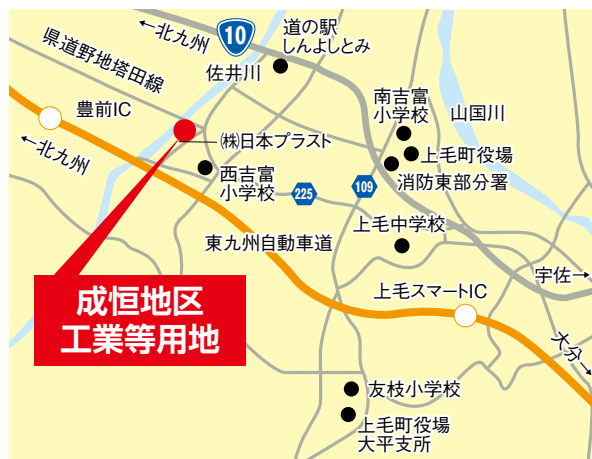 ←北九州
10
道の駅
しんよしとみ
県道野地塔田線
佐井川
豊前IC
南吉富
小学校
山国川
㈱日本プラスト
←北九州
上毛町役場
西吉富
小学校
消防東部分署
225
109
上毛中学校
東九州自動車道
宇佐→
成恒地区
工業等用地
上毛スマートIC
大分→
友枝小学校
上毛町役場
大平支所